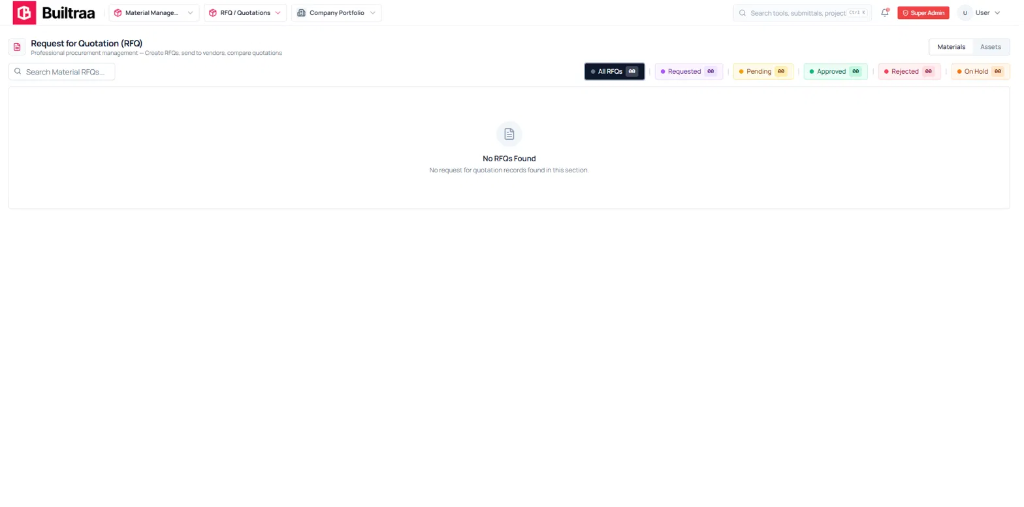 Builtraa
Material Manage...
RFQ / Quotations
Company Portfolio
Search tools, submittals, project
Ctrl K
Super Admin
U
User
Request for Quotation (RFQ)
Professional procurement management — Create RFQs, send to vendors, compare quotations
Materials
Assets
Search Material RFQs...
All RFQs 00
Requested 00
Pending 00
Approved 00
Rejected 00
On Hold 00
No RFQs Found
No request for quotation records found in this section